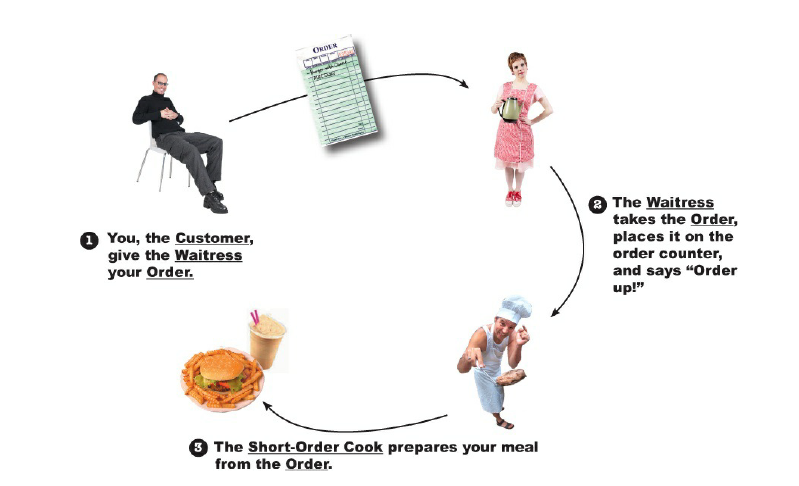 ORDER
1 You, the Customer,
give the Waitress
your Order.
2 The Waitress
takes the Order,
places it on the
order counter,
and says “Order
up!”
3 The Short-Order Cook prepares your meal
from the Order.